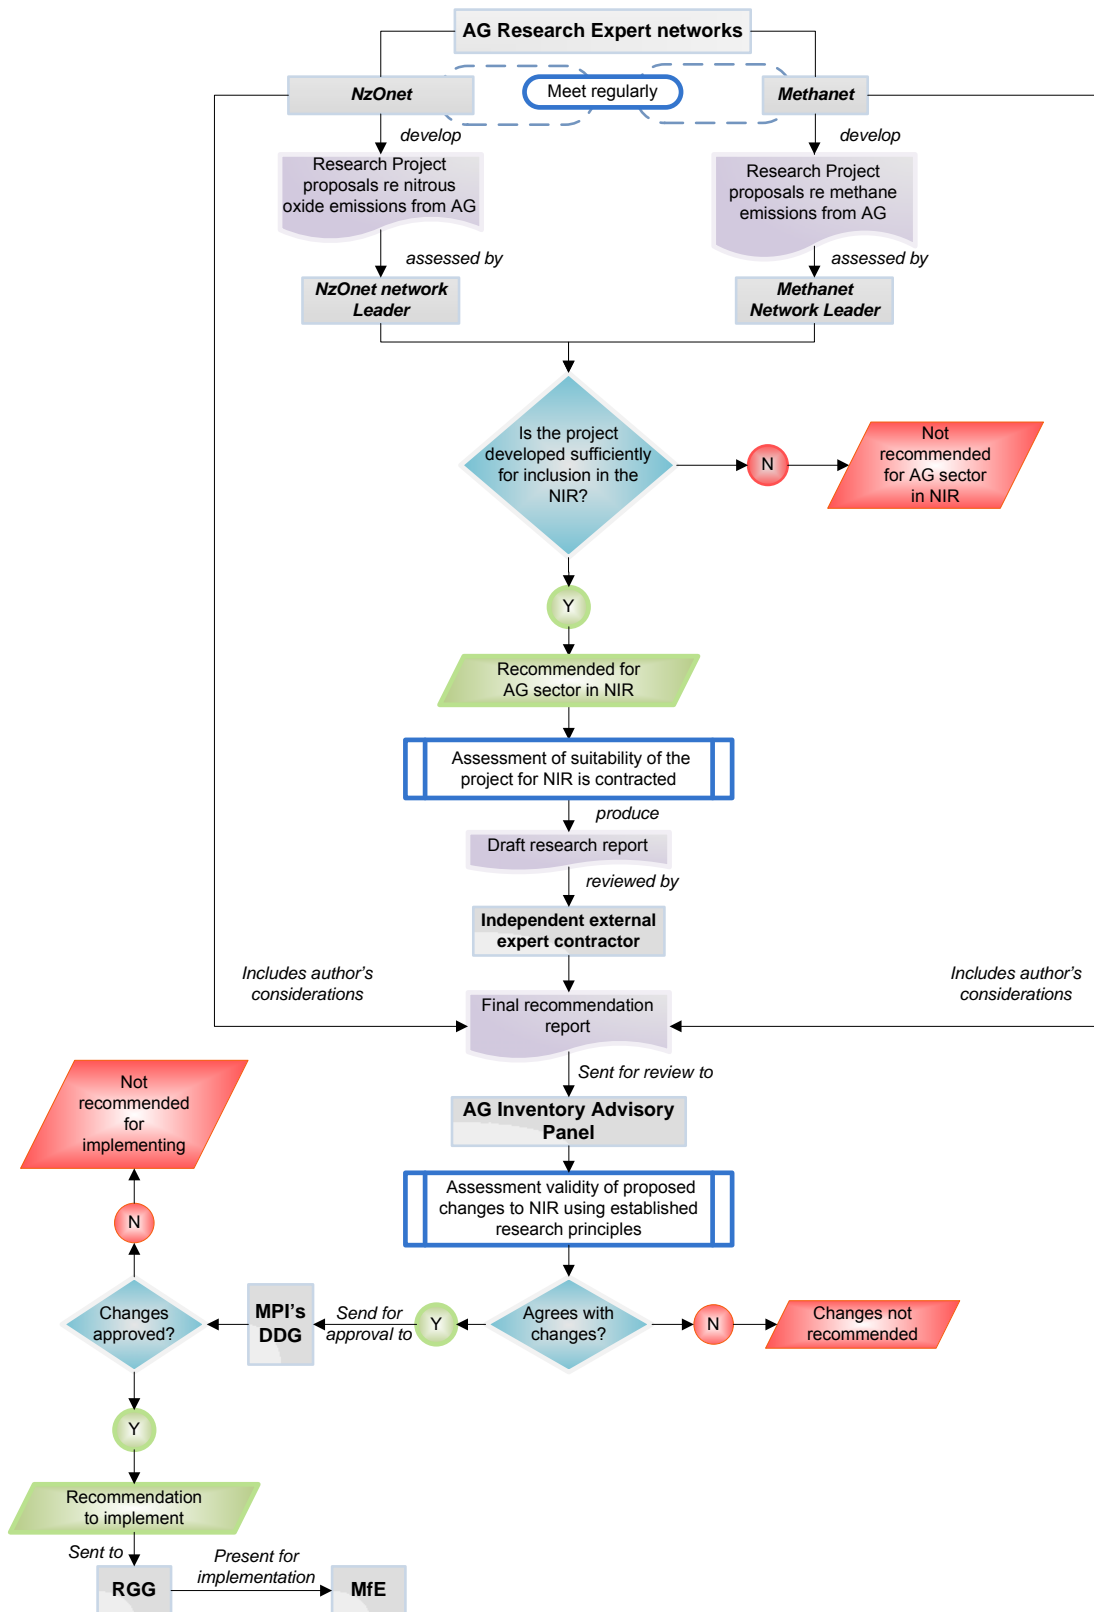 AG Research Expert networks
NzOnet
Meet regularly
Methanet
develop
develop
Research Project
proposals re nitrous
oxide emissions from AG
Research Project
proposals re methane
emissions from AG
assessed by
assessed by
NzOnet network
Leader
Methanet
Network Leader
Is the project
developed sufficiently
for inclusion in the
NIR?
N
Not
recommended
for AG sector
in NIR
Y
Recommended for
AG sector in NIR
Assessment of suitability of the
project for NIR is contracted
produce
Draft research report
reviewed by
Independent external
expert contractor
Includes author's
considerations
Includes author's
considerations
Final recommendation
report
Sent for review to
AG Inventory Advisory
Panel
Not
recommended
for
implementing
Assessment validity of proposed
changes to NIR using established
research principles
N
Changes
approved?
MPI's
DDG
Send for
approval to
Y
Agrees with
changes?
N
Changes not
recommended
Y
Recommendation
to implement
Sent to
Present for
implementation
RGG
MfE